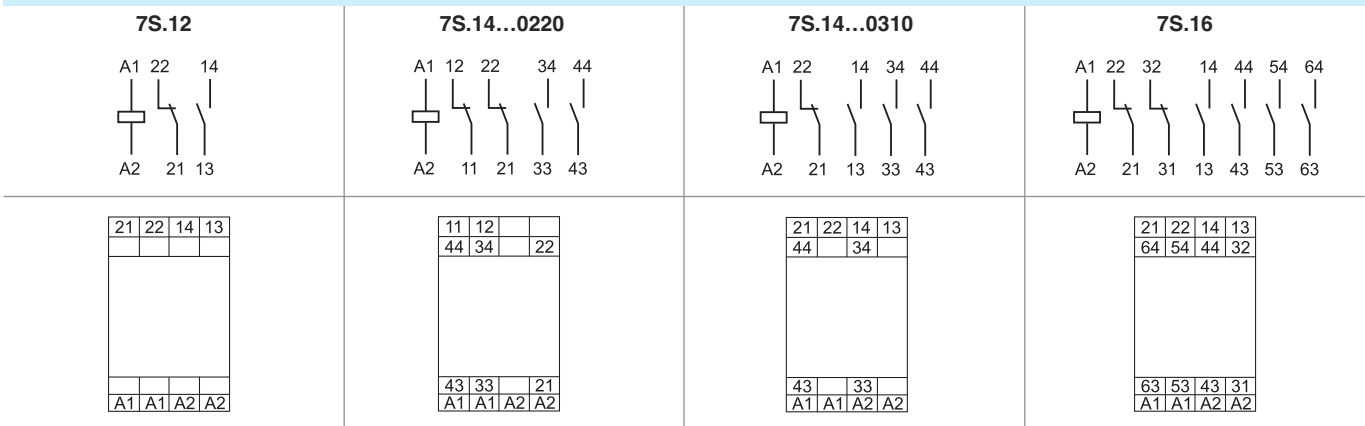 7S.12
A1 22 14
A2 21 13
21 22 14 13
A1 A1 A2 A2
7S.14...0220
A1 12 22 34 44
A2 11 21 33 43
11 12
44 34 22
43 33 21
A1 A1 A2 A2
7S.14...0310
A1 22 14 34 44
A2 21 13 33 43
21 22 14 13
44 34
43 33
A1 A1 A2 A2
7S.16
A1 22 32 14 44 54 64
A2 21 31 13 43 53 63
21 22 14 13
64 54 44 32
63 53 43 31
A1 A1 A2 A2